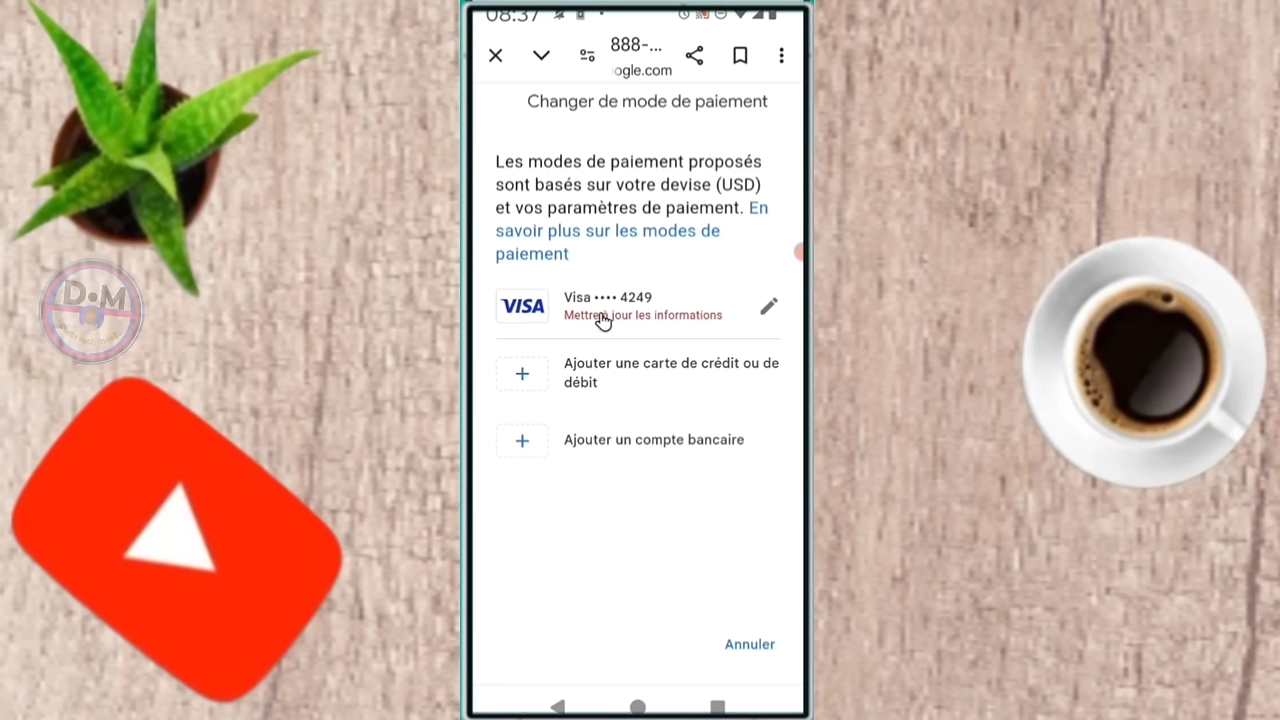 08:37
888-...
ogle.com
Changer de mode de paiement
Les modes de paiement proposés
sont basés sur votre devise (USD)
et vos paramètres de paiement. En
savoir plus sur les modes de
paiement
VISA
Visa •••• 4249
Mettre jour les informations
Ajouter une carte de crédit ou de
débit
Ajouter un compte bancaire
Annuler
D•M